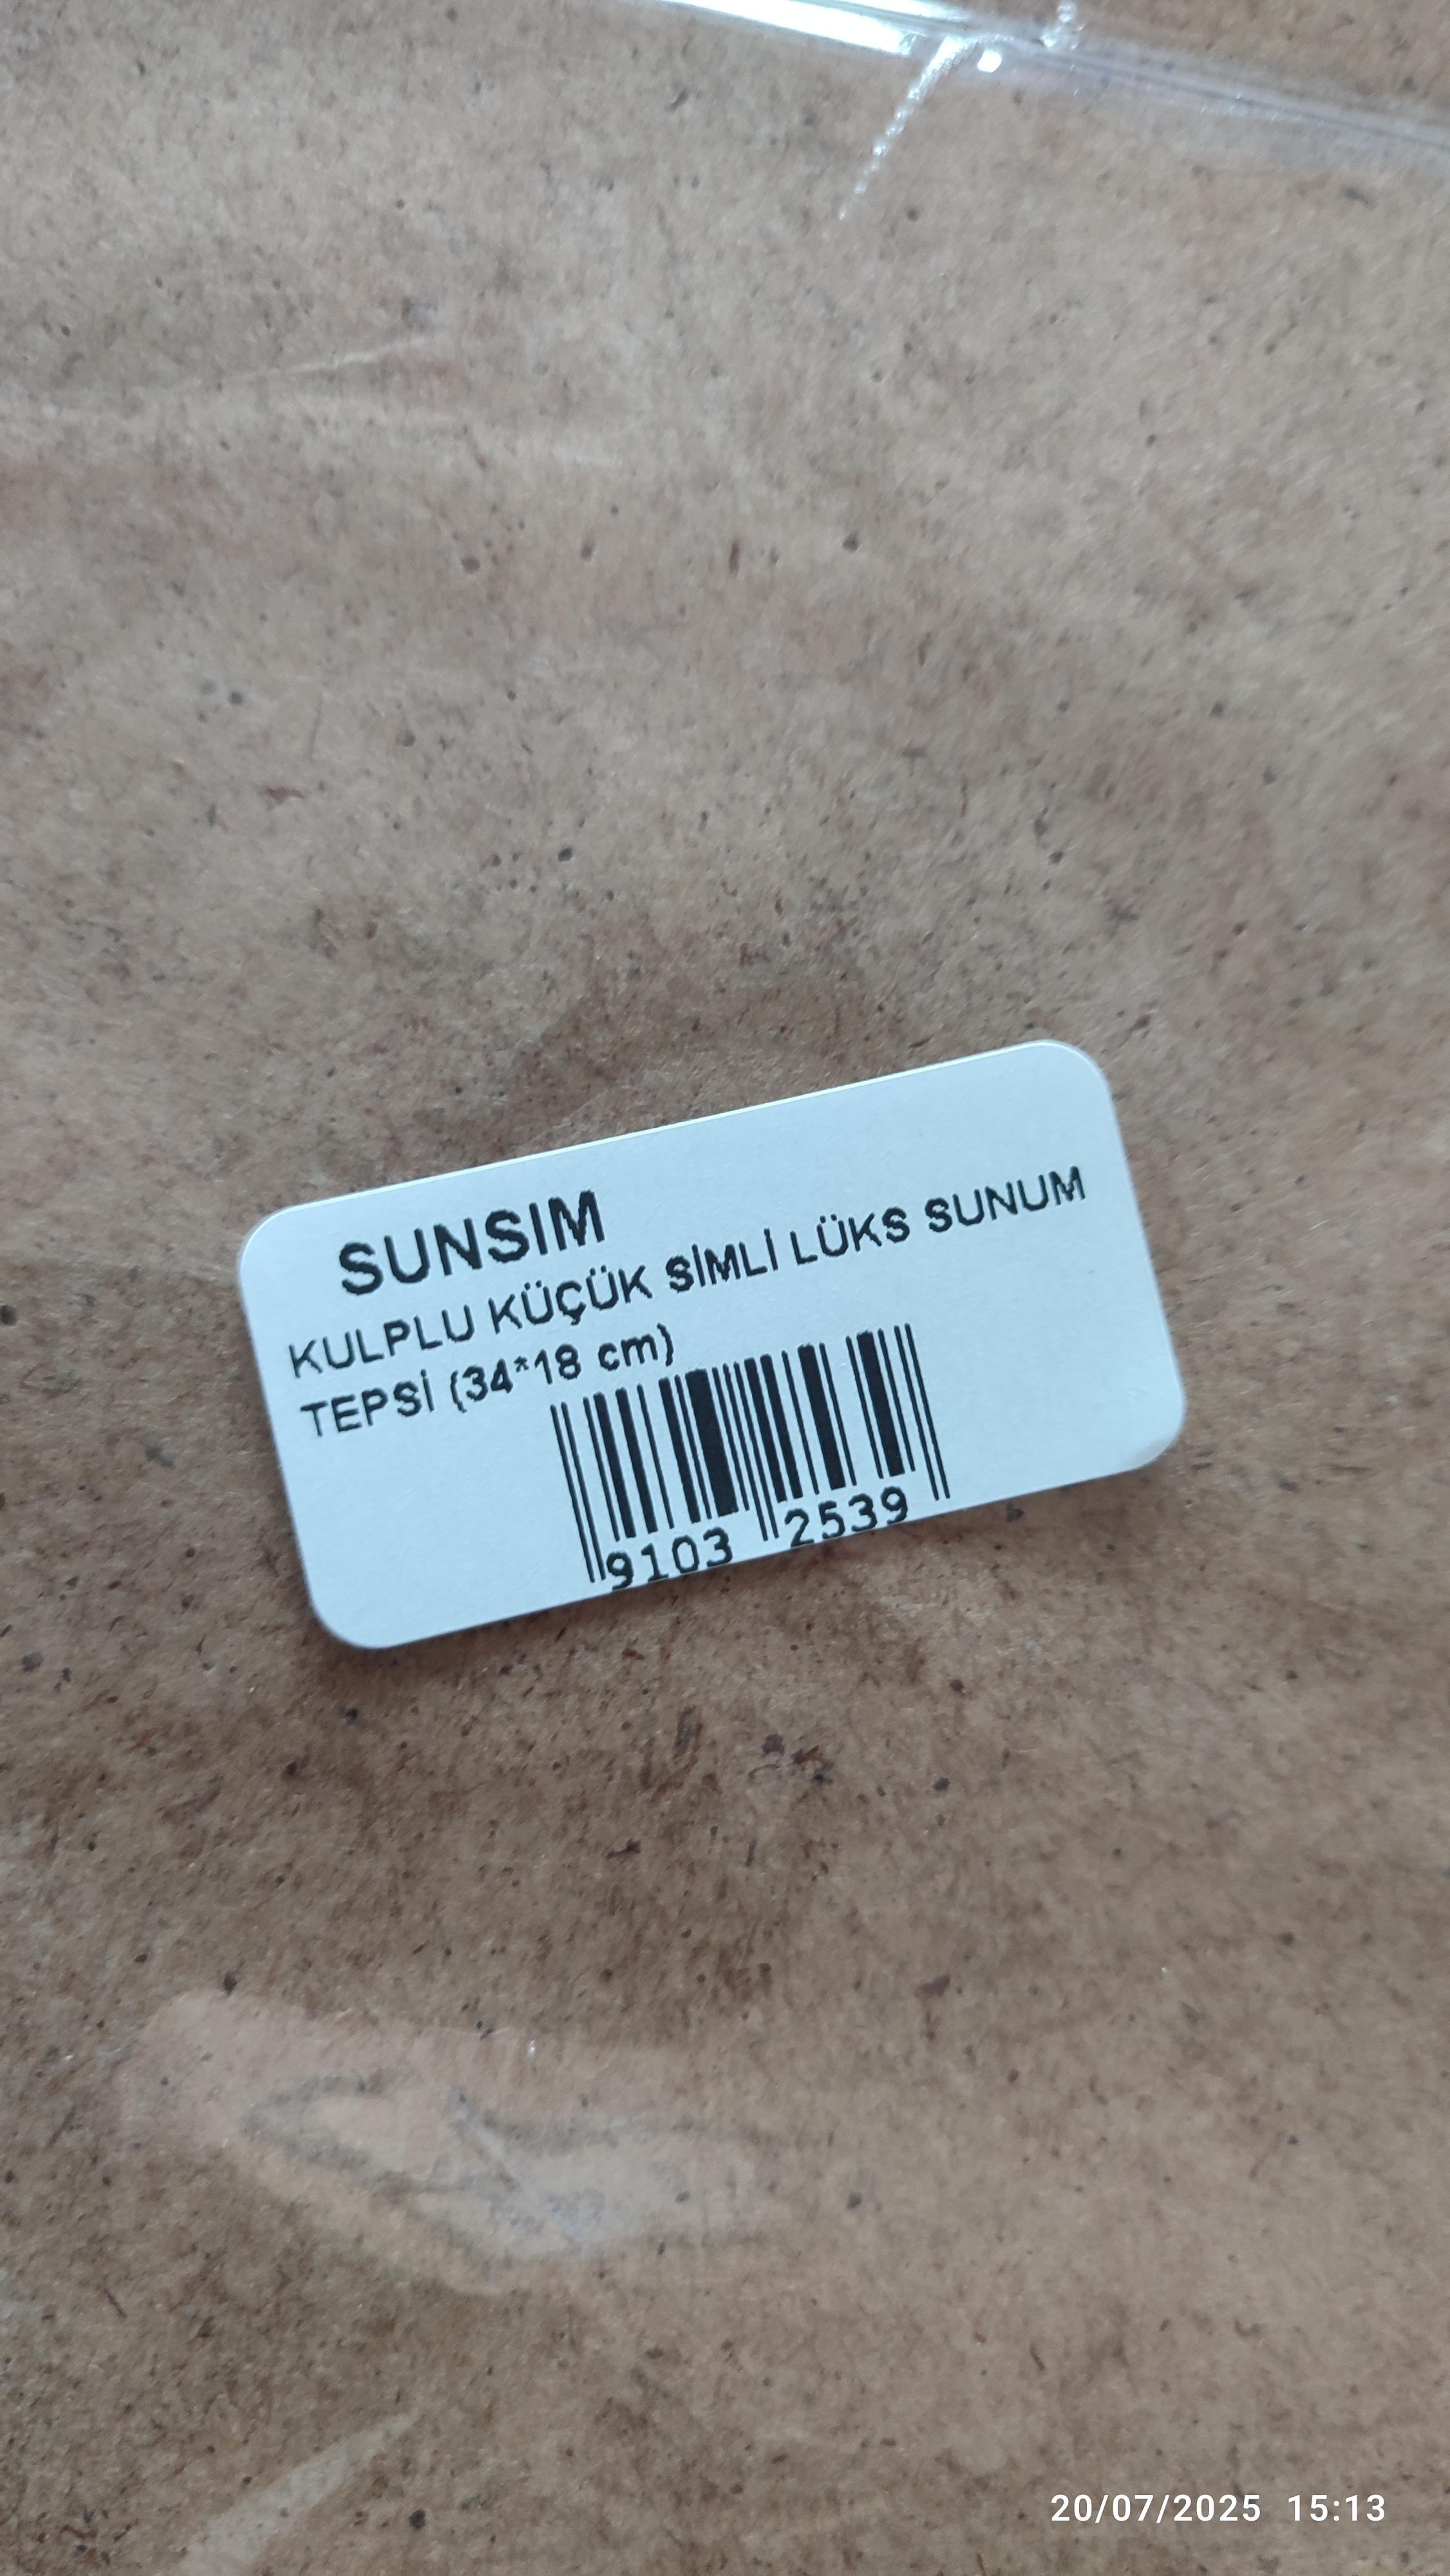 SUNSIM
KULPLU KÜÇÜK SİMLİ LÜKS SUNUM
TEPSİ (34*18 cm)
9103 2539
20/07/2025 15:13